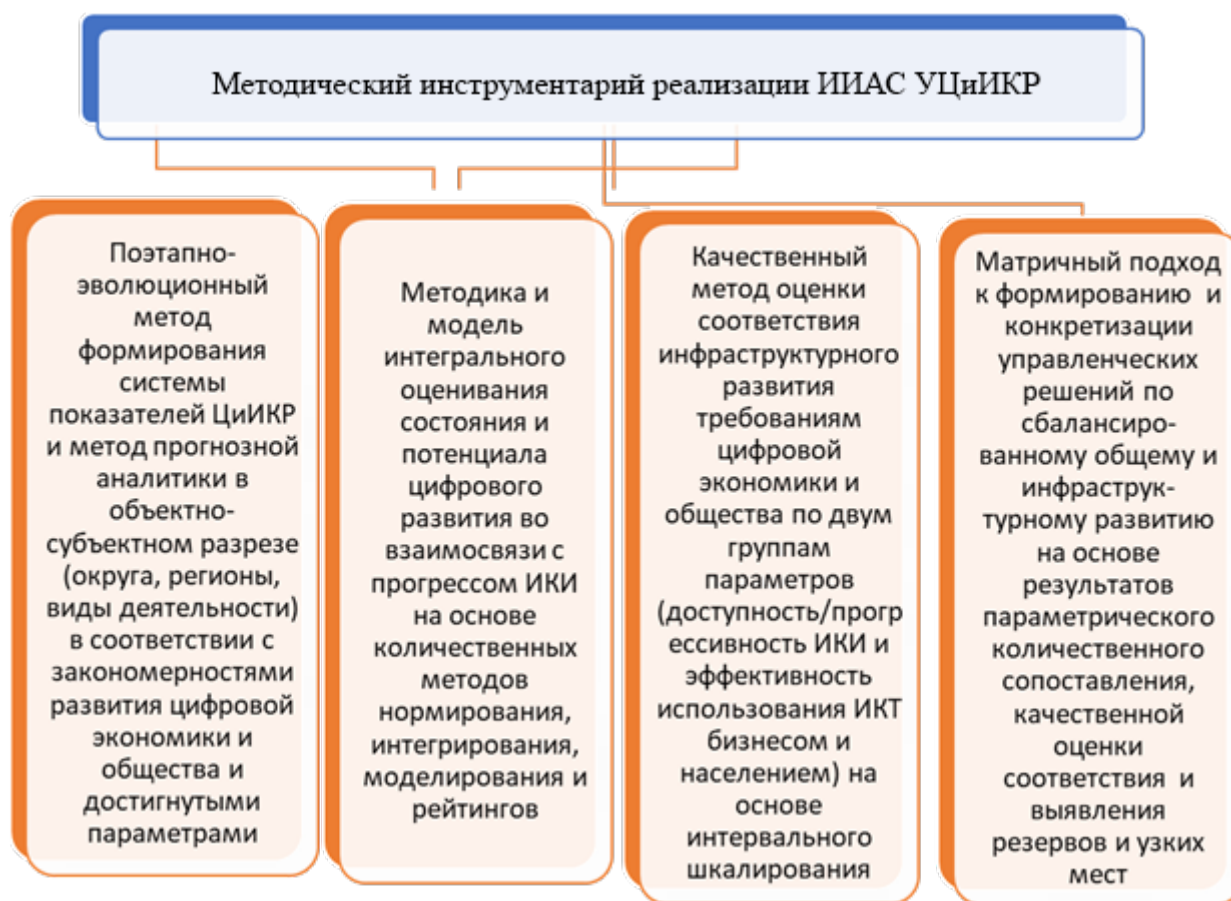 Методический инструментарий реализации ИИАС УЦиИКР
Поэтапно-
эволюционный
метод
формирования
системы
показателей ЦиИКР
и метод прогнозной
аналитики в
объектно-
субъектном разрезе
(округа, регионы,
виды деятельности)
в соответствии с
закономерностями
развития цифровой
экономики и
общества и
достигнутыми
параметрами
Методика и
модель
интегрального
оценивания
состояния и
потенциала
цифрового
развития во
взаимосвязи с
прогрессом ИКИ
на основе
количественных
методов
нормирования,
интегрирования,
моделирования и
рейтингов
Качественный
метод оценки
соответствия
инфраструктурного
развития
требованиям
цифровой
экономики и
общества по двум
группам
параметров
(доступность/прогр
ессивность ИКИ и
эффективность
использования ИКТ
бизнесом и
населением) на
основе
интервального
шкалирования
Матричный подход
к формированию и
конкретизации
управленческих
решений по
сбалансиро-
ванному общему и
инфраструк-
турному развитию
на основе
результатов
параметрического
количественного
сопоставления,
качественной
оценки
соответствия и
выявления
резервов и узких
мест